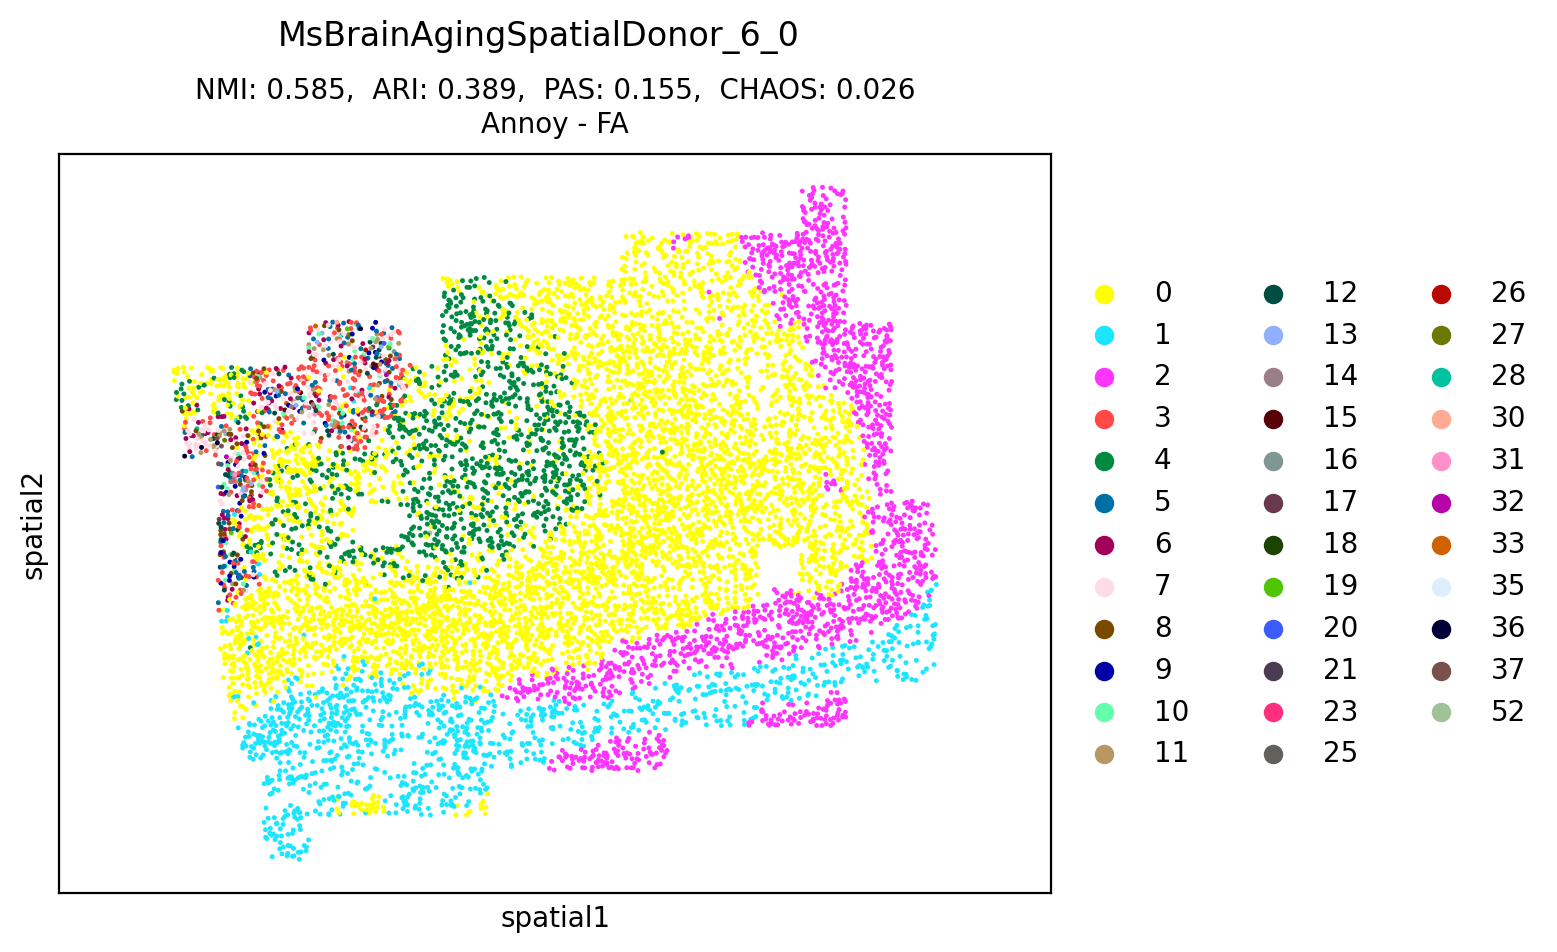 MsBrainAgingSpatialDonor_6_0
NMI: 0.585,  ARI: 0.389,  PAS: 0.155,  CHAOS: 0.026
Annoy - FA
spatial2
spatial1
0 12 26
1 13 27
2 14 28
3 15 30
4 16 31
5 17 32
6 18 33
7 19 35
8 20 36
9 21 37
10 23 52
11 25